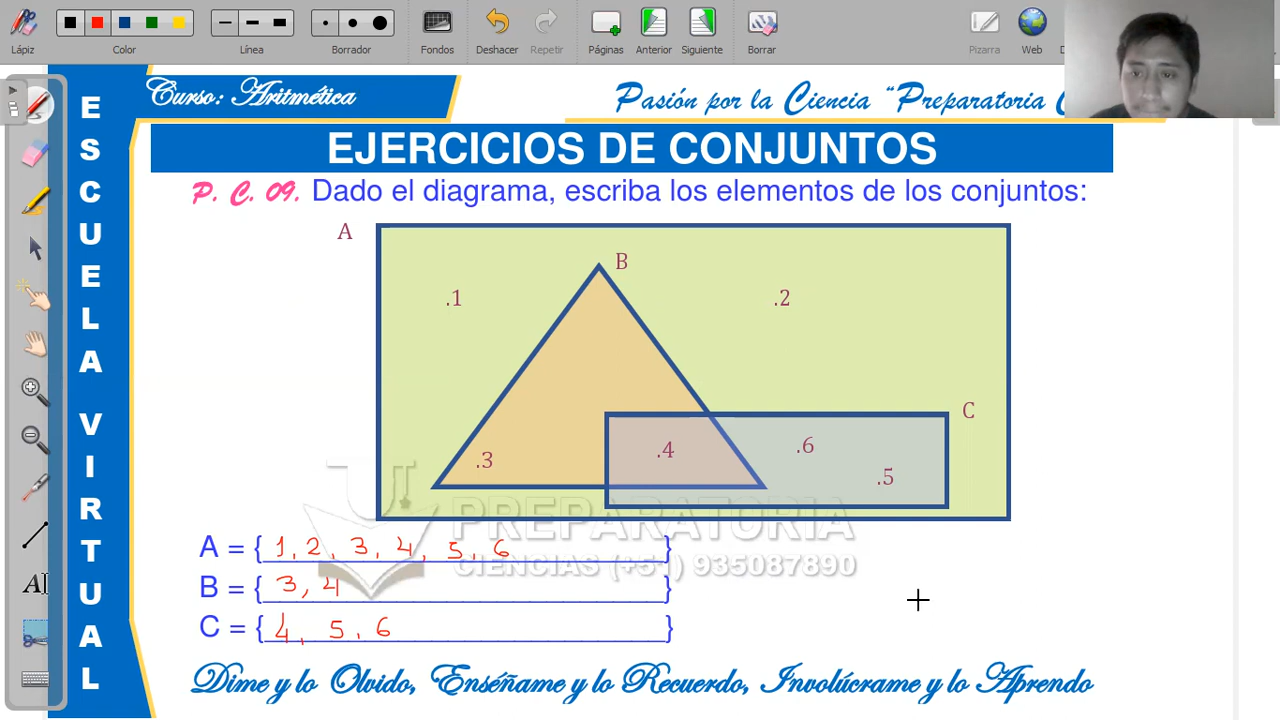 Lápiz
Color
Línea
Borrador
Fondos
Deshacer
Repetir
Páginas
Anterior
Siguiente
Borrar
Pizarra
Web
Curso: Aritmética
Pasión por la Ciencia "Preparatoria C
ESCUELA VIRTUAL
EJERCICIOS DE CONJUNTOS
P. C. 09. Dado el diagrama, escriba los elementos de los conjuntos:
A
B
.1
.2
C
.3
.4
.6
.5
PREPARATORIA
CIENCIAS (+51) 935087890
A = {1, 2, 3, 4, 5, 6}
B = {3, 4}
C = {4, 5, 6}
Dime y lo Olvido, Enséñame y lo Recuerdo, Involúcrame y lo Aprendo